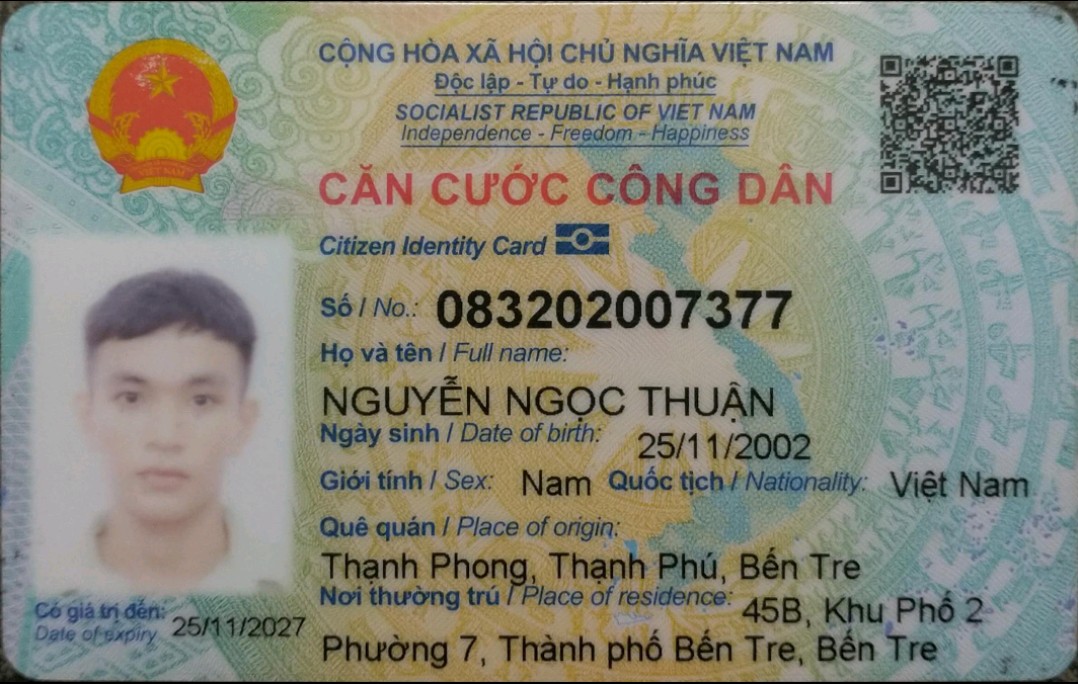 CỘNG HÒA XÃ HỘI CHỦ NGHĨA VIỆT NAM
Độc lập - Tự do - Hạnh phúc
SOCIALIST REPUBLIC OF VIET NAM
Independence - Freedom - Happiness
CĂN CƯỚC CÔNG DÂN
Citizen Identity Card
Số / No.: 083202007377
Họ và tên / Full name:
NGUYỄN NGỌC THUẬN
Ngày sinh / Date of birth: 25/11/2002
Giới tính / Sex: Nam Quốc tịch / Nationality: Việt Nam
Quê quán / Place of origin:
Thạnh Phong, Thạnh Phú, Bến Tre
Nơi thường trú / Place of residence: 45B, Khu Phố 2
Phường 7, Thành phố Bến Tre, Bến Tre
Có giá trị đến: 25/11/2027
Date of expiry
VIỆT NAM